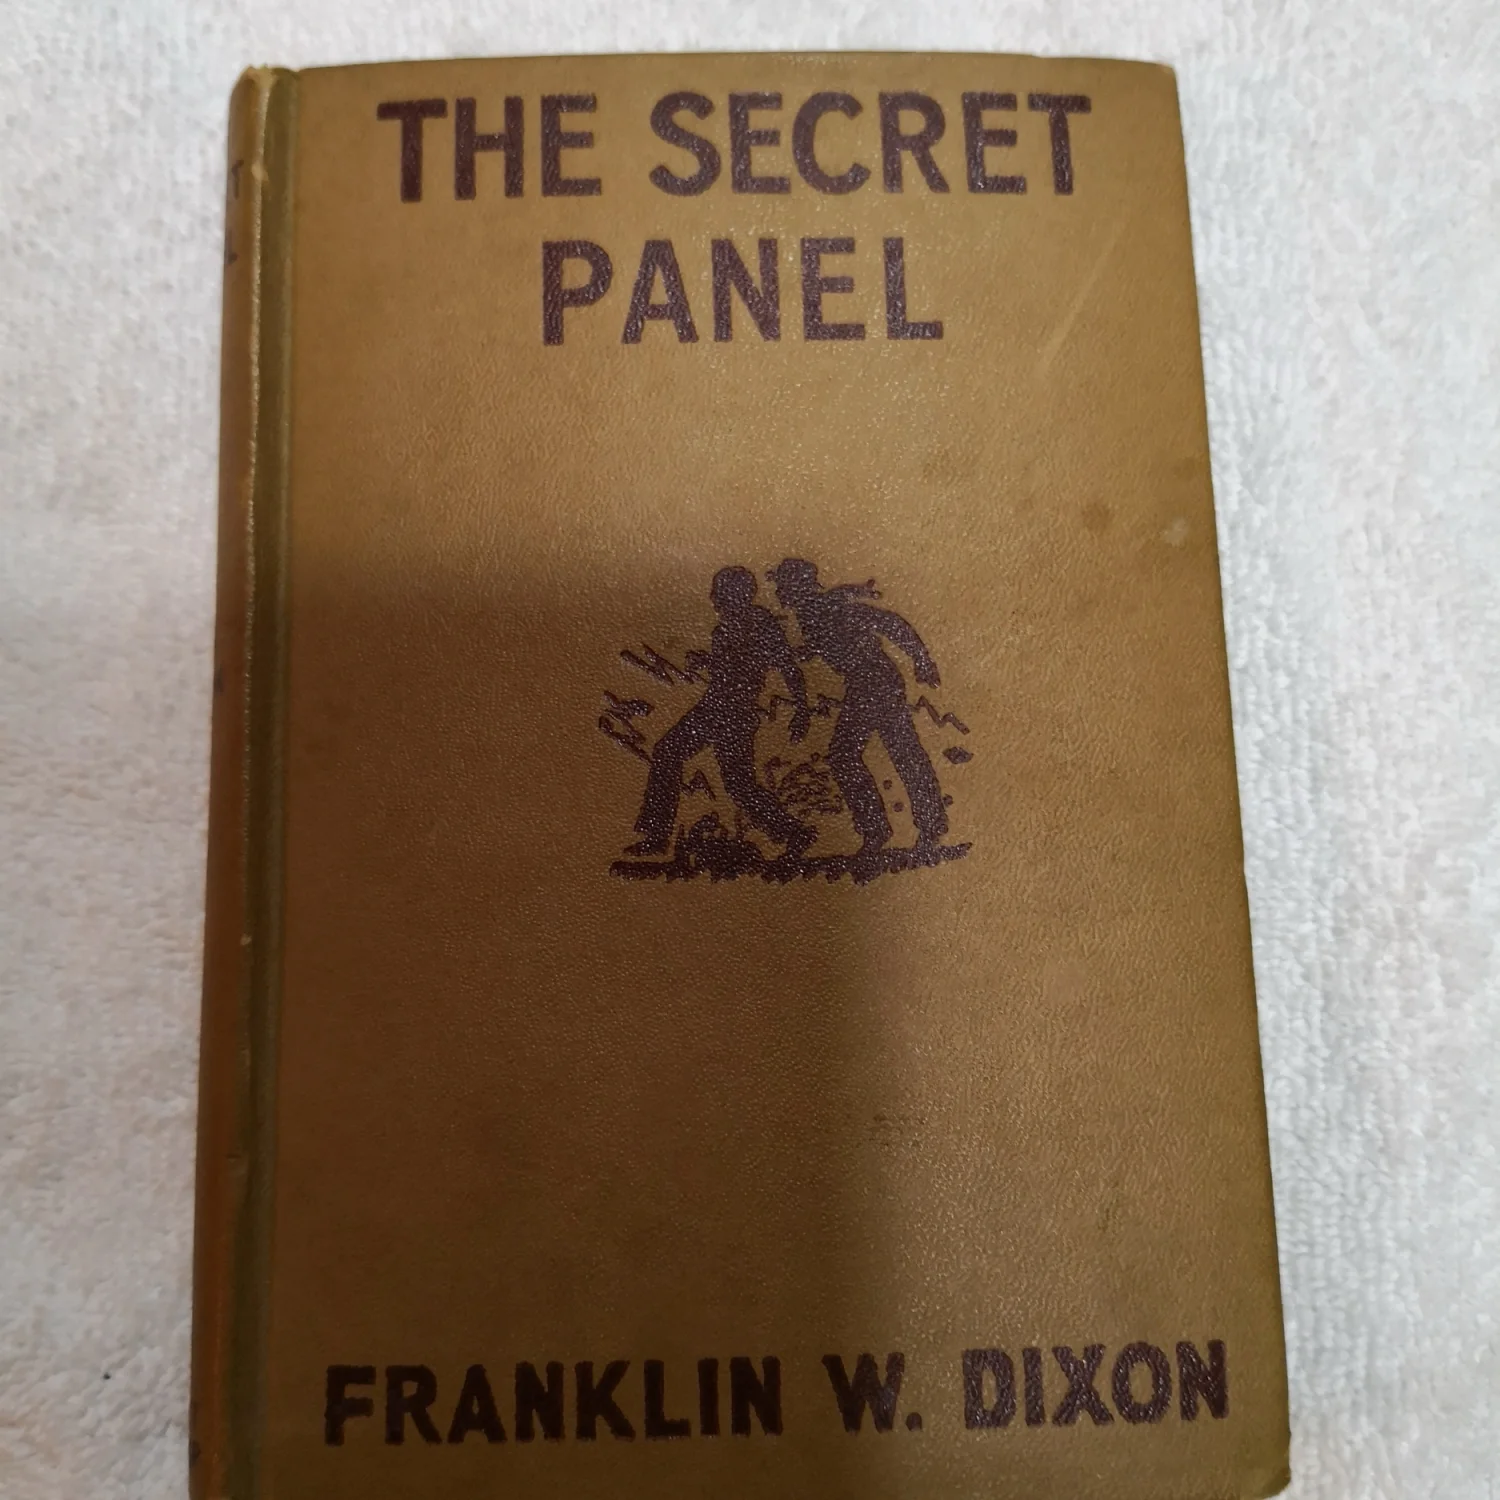 THE SECRET
PANEL
FRANKLIN W. DIXON